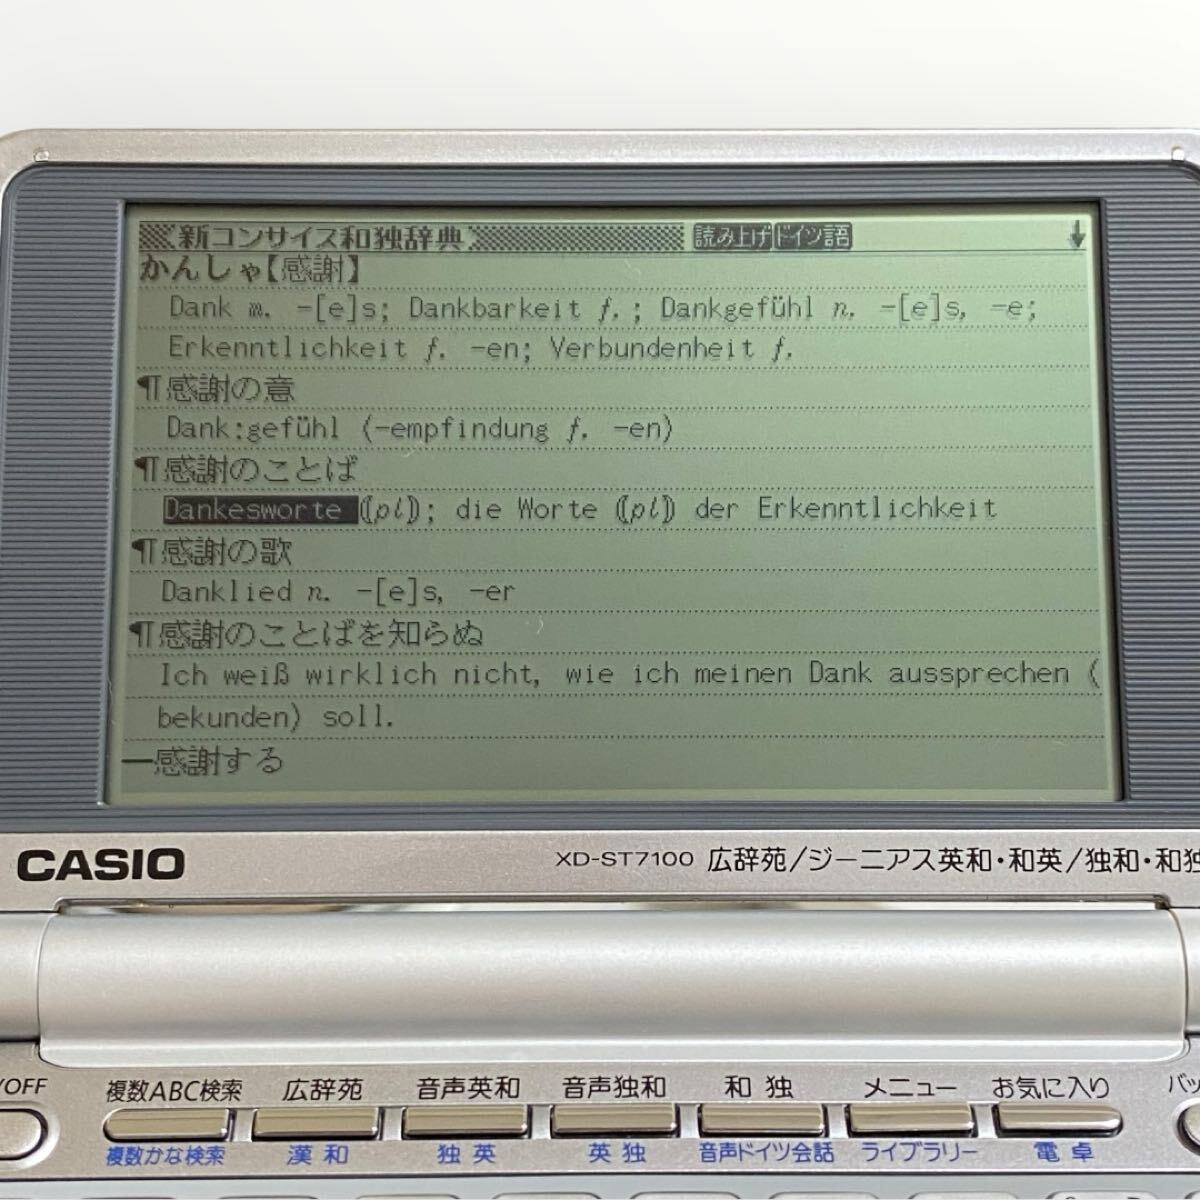 新コンサイス和独辞典 読み上げ ドイツ語 ↓
かんしゃ【感謝】
Dank m. -[e]s; Dankbarkeit f.; Dankgefühl n. -[e]s, -e;
Erkenntlichkeit f. -en; Verbundenheit f.
¶感謝の意
Dank:gefühl (-empfindung f. -en)
¶感謝のことば
Dankesworte ⸨pl⸩; die Worte ⸨pl⸩ der Erkenntlichkeit
¶感謝の歌
Danklied n. -[e]s, -er
¶感謝のことばを知らぬ
Ich weiß wirklich nicht, wie ich meinen Dank aussprechen (
bekunden) soll.
―感謝する
CASIO XD-ST7100 広辞苑/ジーニアス英和・和英/独和・和独
/OFF 複数ABC検索 広辞苑 音声英和 音声独和 和独 メニュー お気に入り バッ
複数かな検索 漢和 独英 英独 音声ドイツ会話 ライブラリー 電卓